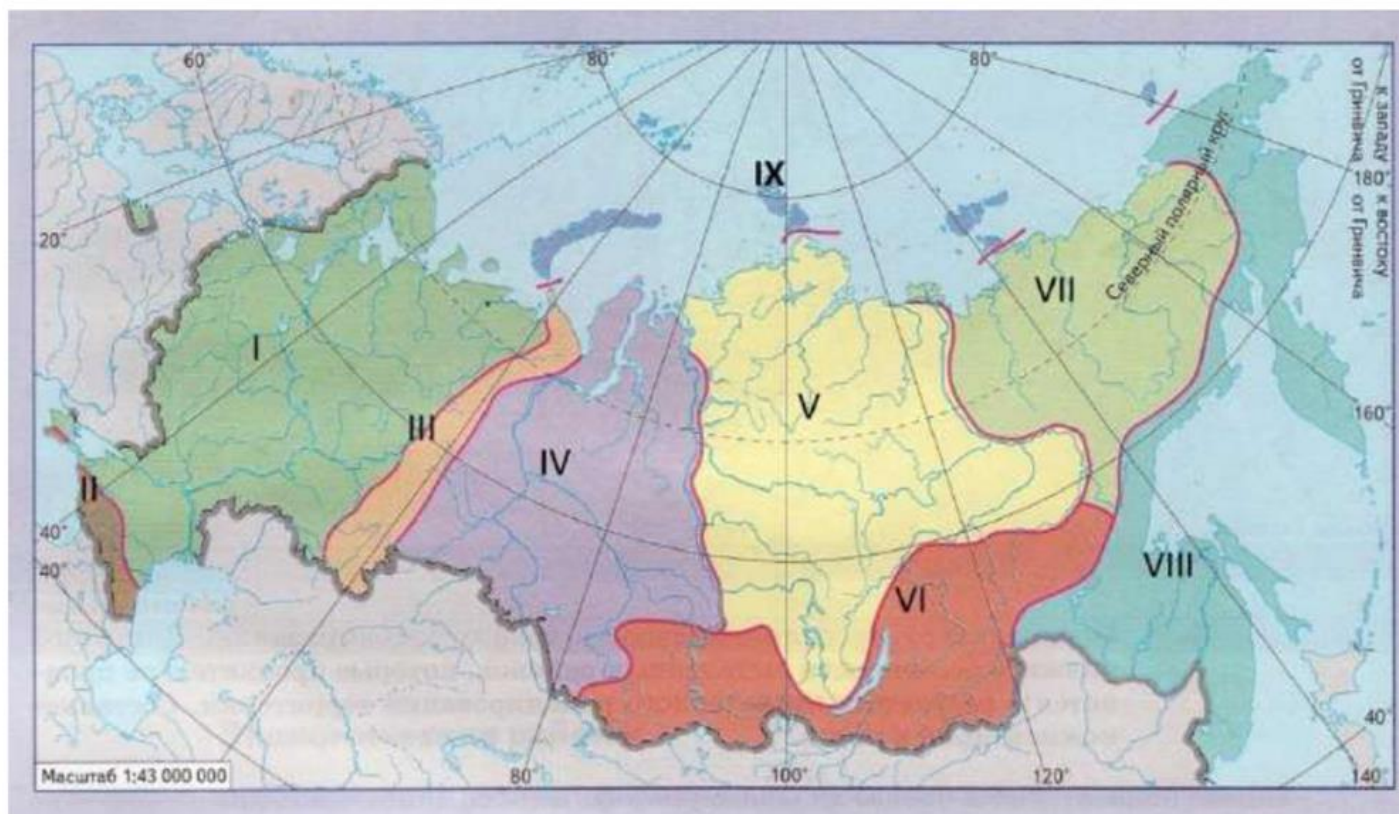 60°
80°
80°
к западу к востоку
от Гринвича от Гринвича
180°
IX
Северный полярный круг
20°
VII
I
160°
V
III
IV
II
40°
VIII
VI
40°
40°
Масштаб 1:43 000 000
80°
100°
120°
140°